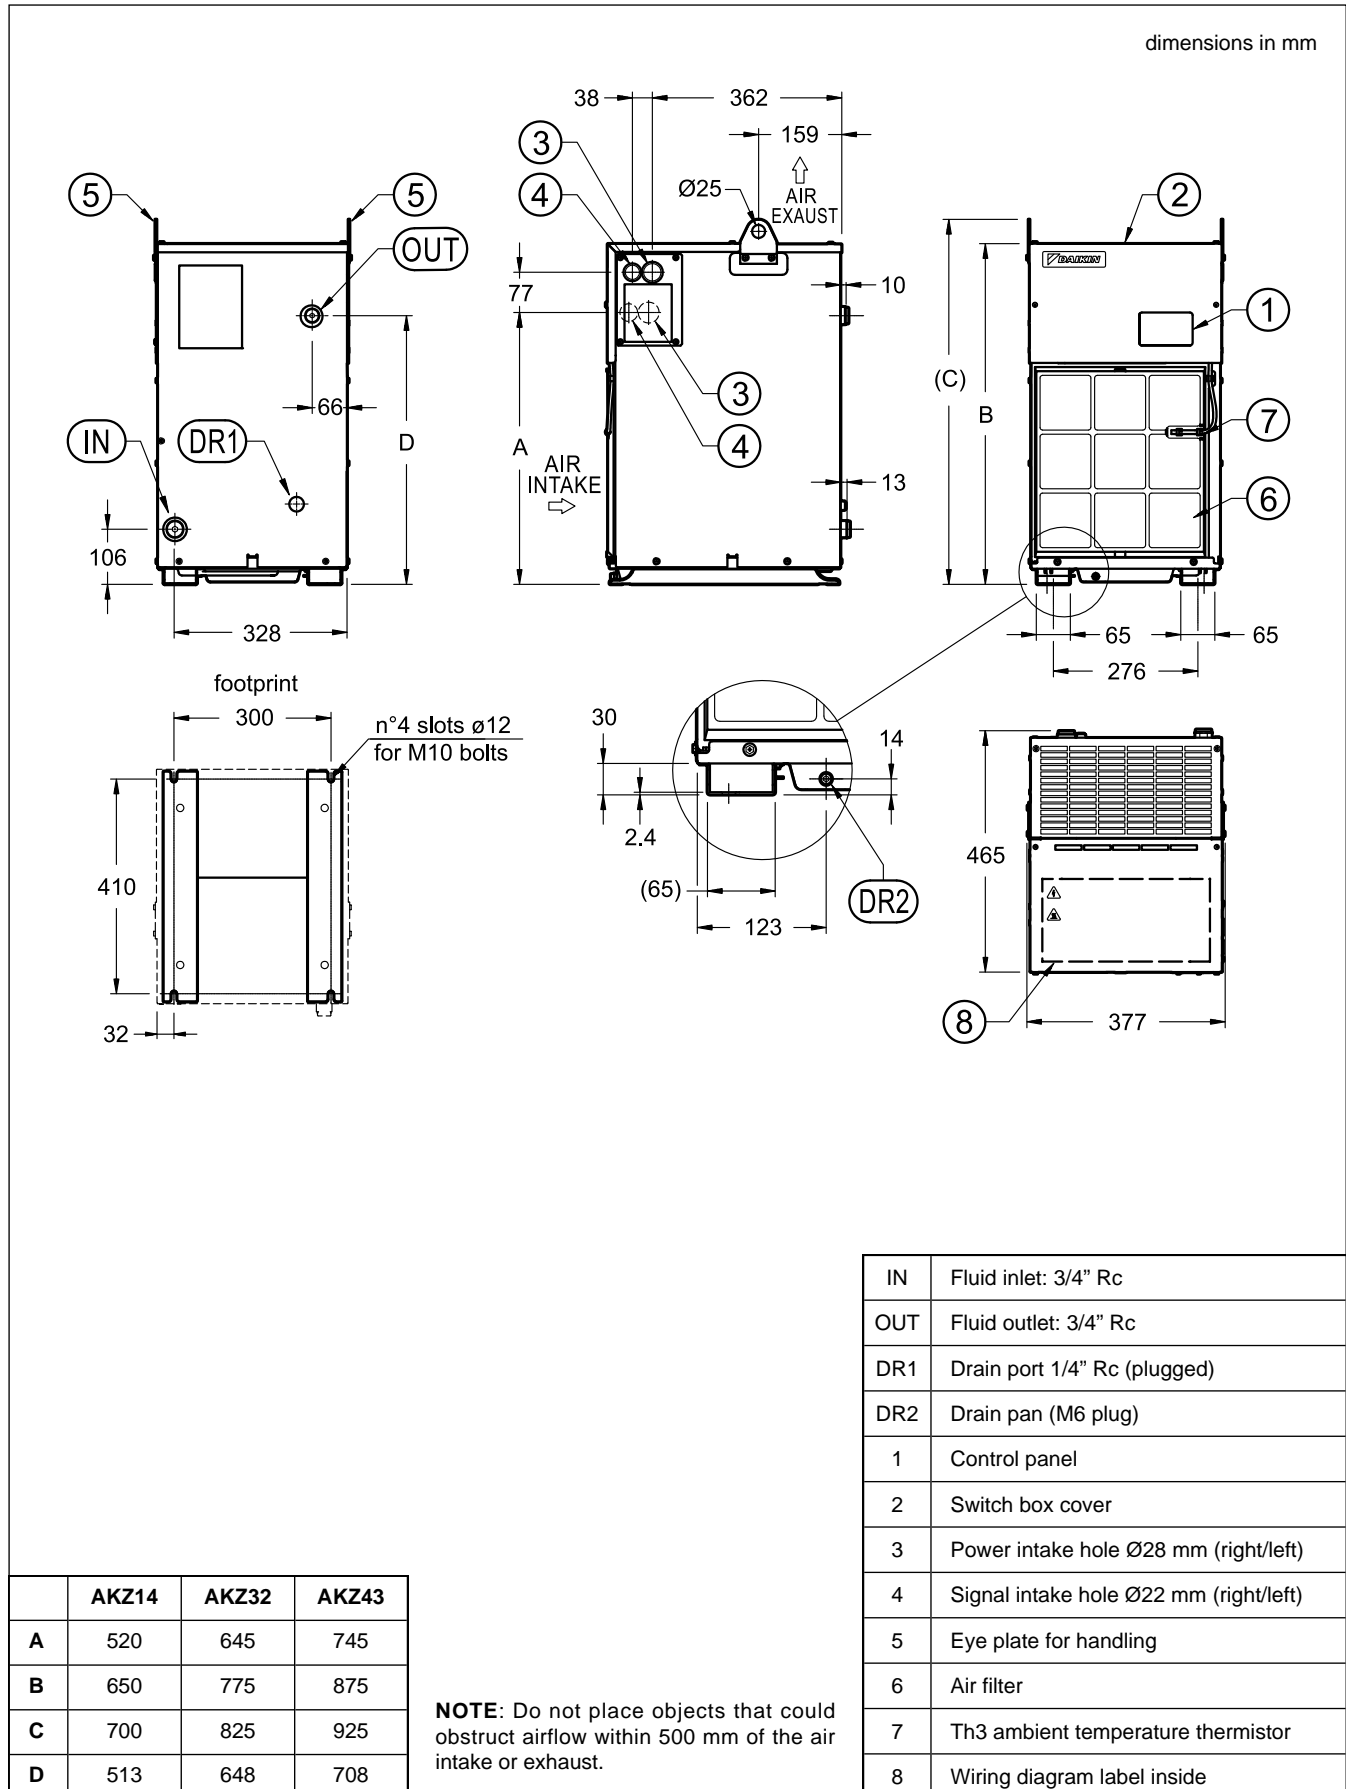 dimensions in mm
38 362
159
3
4
Ø25
AIR
EXAUST
5 5
OUT
2
DAIKIN
77
10
1
66
(C)
B
IN DR1 D
A
3
4
7
AIR
INTAKE
13
6
106
328
65 65
276
footprint
300
n°4 slots ø12
for M10 bolts
30
14
2.4
410
(65)
DR2
123
465
32
8
377
IN Fluid inlet: 3/4” Rc
OUT Fluid outlet: 3/4” Rc
DR1 Drain port 1/4” Rc (plugged)
DR2 Drain pan (M6 plug)
1 Control panel
2 Switch box cover
3 Power intake hole Ø28 mm (right/left)
4 Signal intake hole Ø22 mm (right/left)
5 Eye plate for handling
6 Air filter
7 Th3 ambient temperature thermistor
8 Wiring diagram label inside
AKZ14 AKZ32 AKZ43
A 520 645 745
B 650 775 875
C 700 825 925
D 513 648 708
NOTE: Do not place objects that could
obstruct airflow within 500 mm of the air
intake or exhaust.